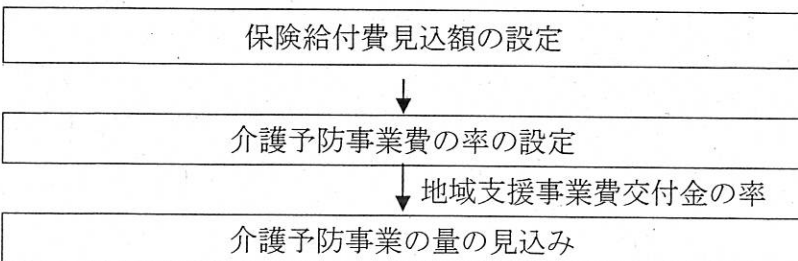 保険給付費見込額の設定
介護予防事業費の率の設定
地域支援事業費交付金の率
介護予防事業の量の見込み